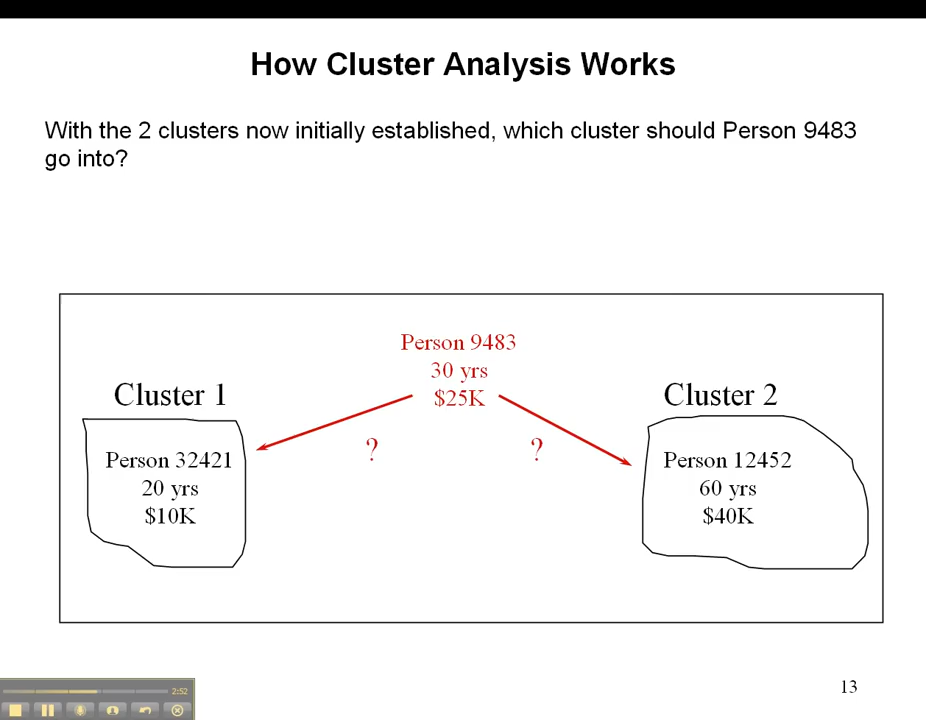 How Cluster Analysis Works
With the 2 clusters now initially established, which cluster should Person 9483
go into?
Person 9483
30 yrs
$25K
Cluster 1
Cluster 2
?
?
Person 32421
20 yrs
$10K
Person 12452
60 yrs
$40K
13
2:52